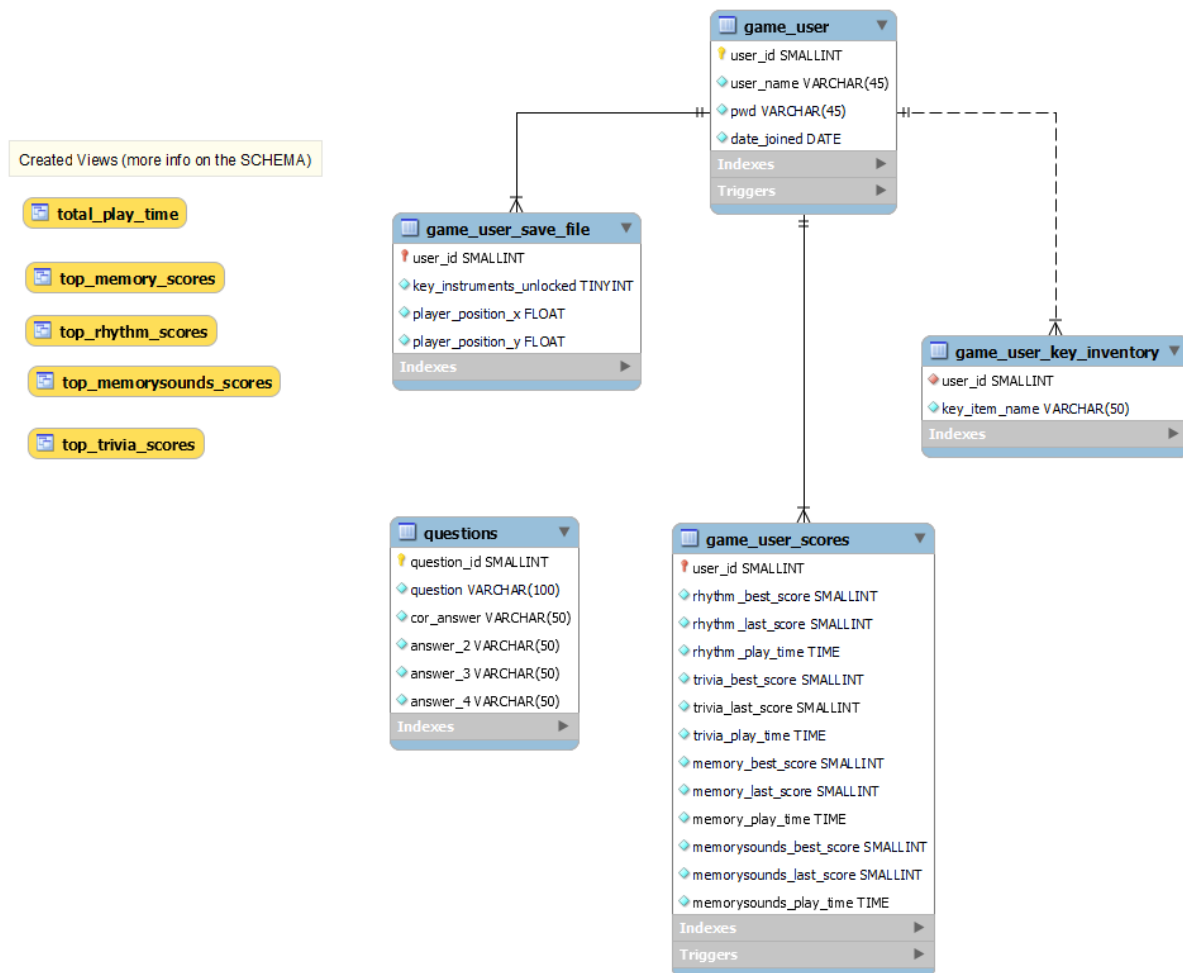 Created Views (more info on the SCHEMA)
total_play_time
top_memory_scores
top_rhythm_scores
top_memorysounds_scores
top_trivia_scores
game_user
user_id SMALLINT
user_name VARCHAR(45)
pwd VARCHAR(45)
date_joined DATE
Indexes
Triggers
game_user_save_file
user_id SMALLINT
key_instruments_unlocked TINYINT
player_position_x FLOAT
player_position_y FLOAT
Indexes
game_user_key_inventory
user_id SMALLINT
key_item_name VARCHAR(50)
Indexes
questions
question_id SMALLINT
question VARCHAR(100)
cor_answer VARCHAR(50)
answer_2 VARCHAR(50)
answer_3 VARCHAR(50)
answer_4 VARCHAR(50)
Indexes
game_user_scores
user_id SMALLINT
rhythm_best_score SMALLINT
rhythm_last_score SMALLINT
rhythm_play_time TIME
trivia_best_score SMALLINT
trivia_last_score SMALLINT
trivia_play_time TIME
memory_best_score SMALLINT
memory_last_score SMALLINT
memory_play_time TIME
memorysounds_best_score SMALLINT
memorysounds_last_score SMALLINT
memorysounds_play_time TIME
Indexes
Triggers